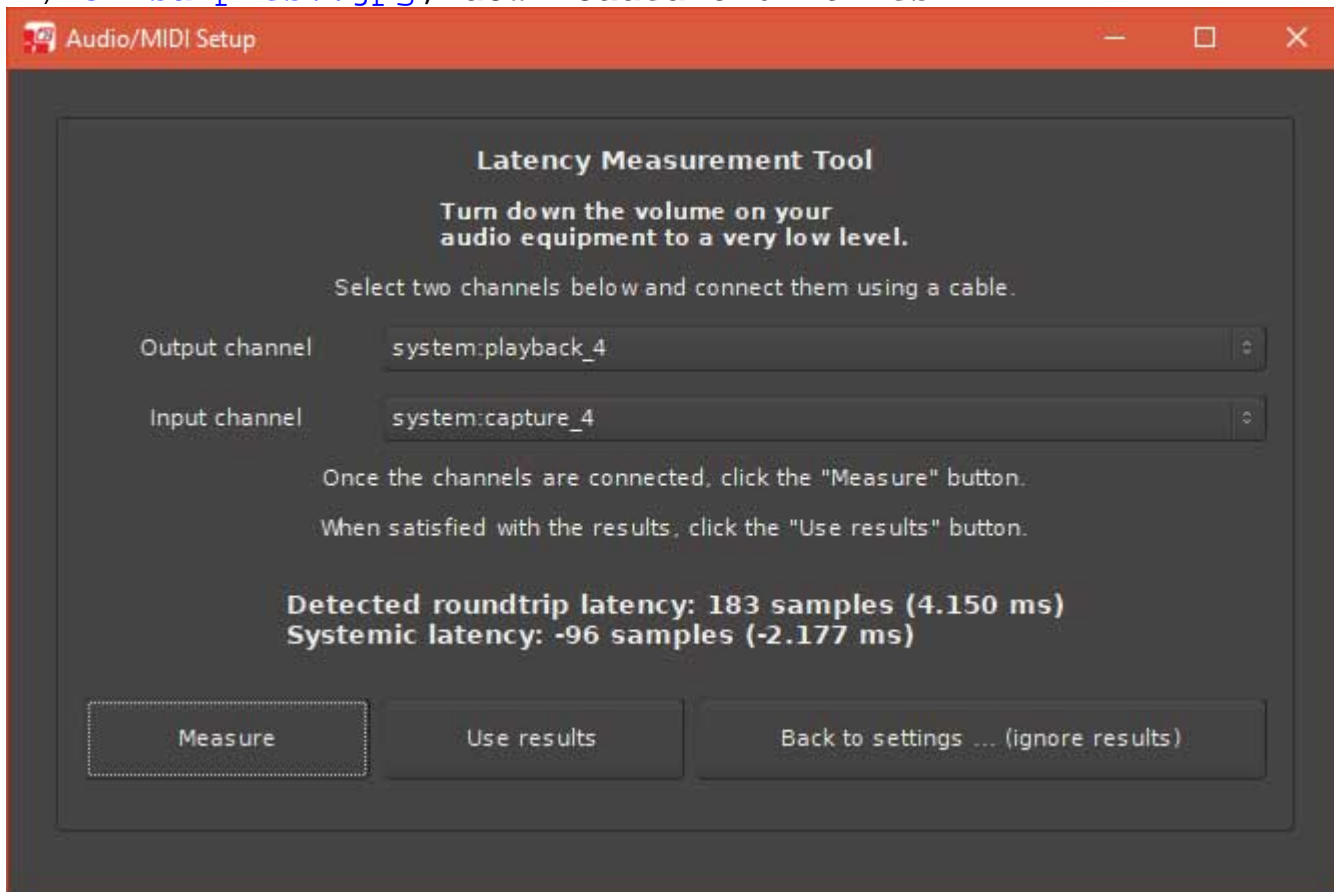 Audio/MIDI Setup
Latency Measurement Tool
Turn down the volume on your
audio equipment to a very low level.
Select two channels below and connect them using a cable.
Output channel system:playback_4
Input channel system:capture_4
Once the channels are connected, click the "Measure" button.
When satisfied with the results, click the "Use results" button.
Detected roundtrip latency: 183 samples (4.150 ms)
Systemic latency: -96 samples (-2.177 ms)
Measure Use results Back to settings ... (ignore results)